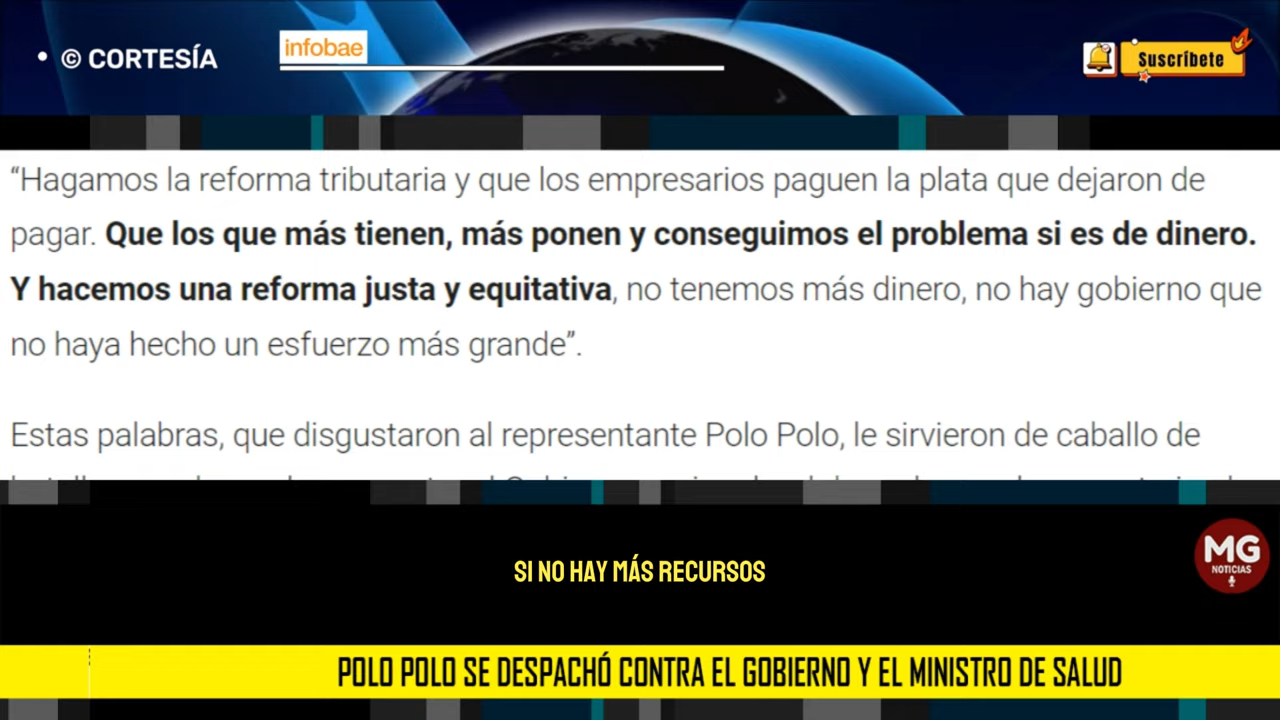 • © CORTESÍA
infobae
Suscríbete
“Hagamos la reforma tributaria y que los empresarios paguen la plata que dejaron de
pagar. Que los que más tienen, más ponen y conseguimos el problema si es de dinero.
Y hacemos una reforma justa y equitativa, no tenemos más dinero, no hay gobierno que
no haya hecho un esfuerzo más grande”.
Estas palabras, que disgustaron al representante Polo Polo, le sirvieron de caballo de
SI NO HAY MÁS RECURSOS
MG
NOTICIAS
POLO POLO SE DESPACHÓ CONTRA EL GOBIERNO Y EL MINISTRO DE SALUD